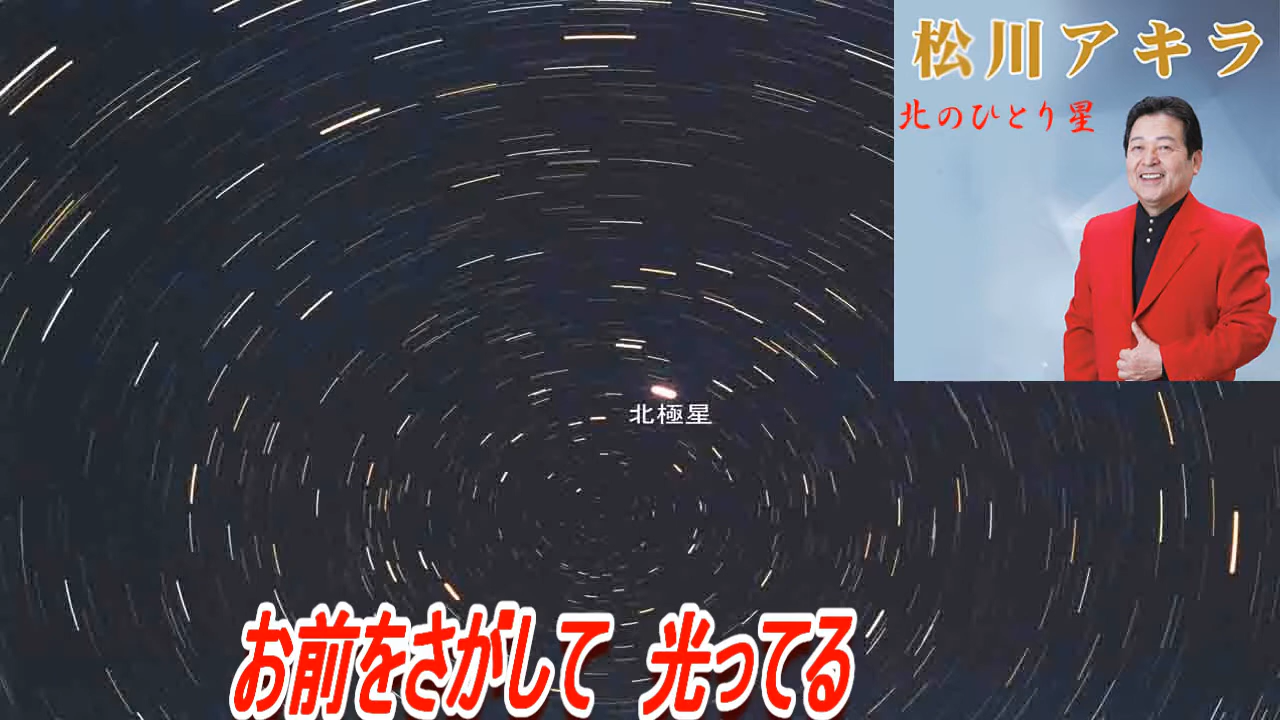 松川アキラ
北のひとり星
北極星
お前をさがして 光ってる